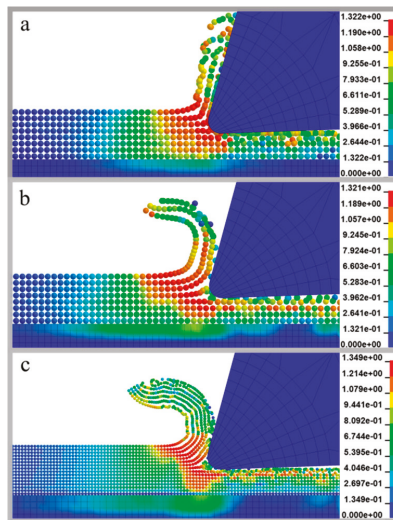 a
1.322e+00
1.190e+00
1.058e+00
9.255e-01
7.933e-01
6.611e-01
5.289e-01
3.966e-01
2.644e-01
1.322e-01
0.000e+00
b
1.321e+00
1.189e+00
1.057e+00
9.245e-01
7.924e-01
6.603e-01
5.283e-01
3.962e-01
2.641e-01
1.321e-01
0.000e+00
c
1.349e+00
1.214e+00
1.079e+00
9.441e-01
8.092e-01
6.744e-01
5.395e-01
4.046e-01
2.697e-01
1.349e-01
0.000e+00